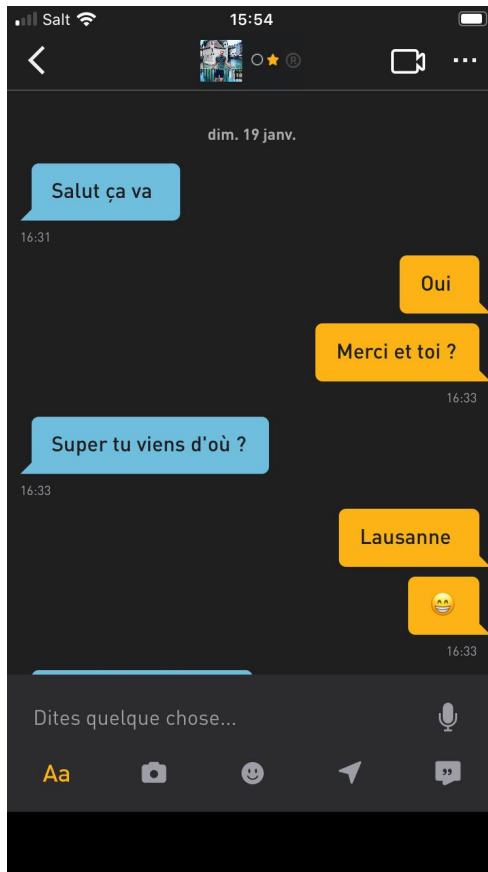 Salt
15:54
®
dim. 19 janv.
Salut ça va
16:31
Oui
Merci et toi ?
16:33
Super tu viens d'où ?
16:33
Lausanne
😁
16:33
Dites quelque chose...
Aa